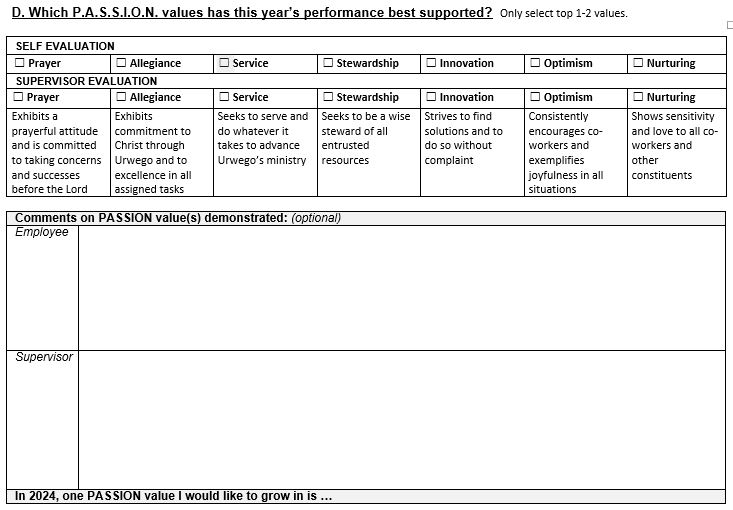 D. Which P.A.S.S.I.O.N. values has this year's performance best supported? Only select top 1-2 values.
SELF EVALUATION
☐ Prayer ☐ Allegiance ☐ Service ☐ Stewardship ☐ Innovation ☐ Optimism ☐ Nurturing
SUPERVISOR EVALUATION
☐ Prayer ☐ Allegiance ☐ Service ☐ Stewardship ☐ Innovation ☐ Optimism ☐ Nurturing
Exhibits a
prayerful attitude
and is committed
to taking concerns
and successes
before the Lord
Exhibits
commitment to
Christ through
Urwego and to
excellence in all
assigned tasks
Seeks to serve and
do whatever it
takes to advance
Urwego's ministry
Seeks to be a wise
steward of all
entrusted
resources
Strives to find
solutions and to
do so without
complaint
Consistently
encourages co-
workers and
exemplifies
joyfulness in all
situations
Shows sensitivity
and love to all co-
workers and
other
constituents
Comments on PASSION value(s) demonstrated: (optional)
Employee
Supervisor
In 2024, one PASSION value I would like to grow in is …